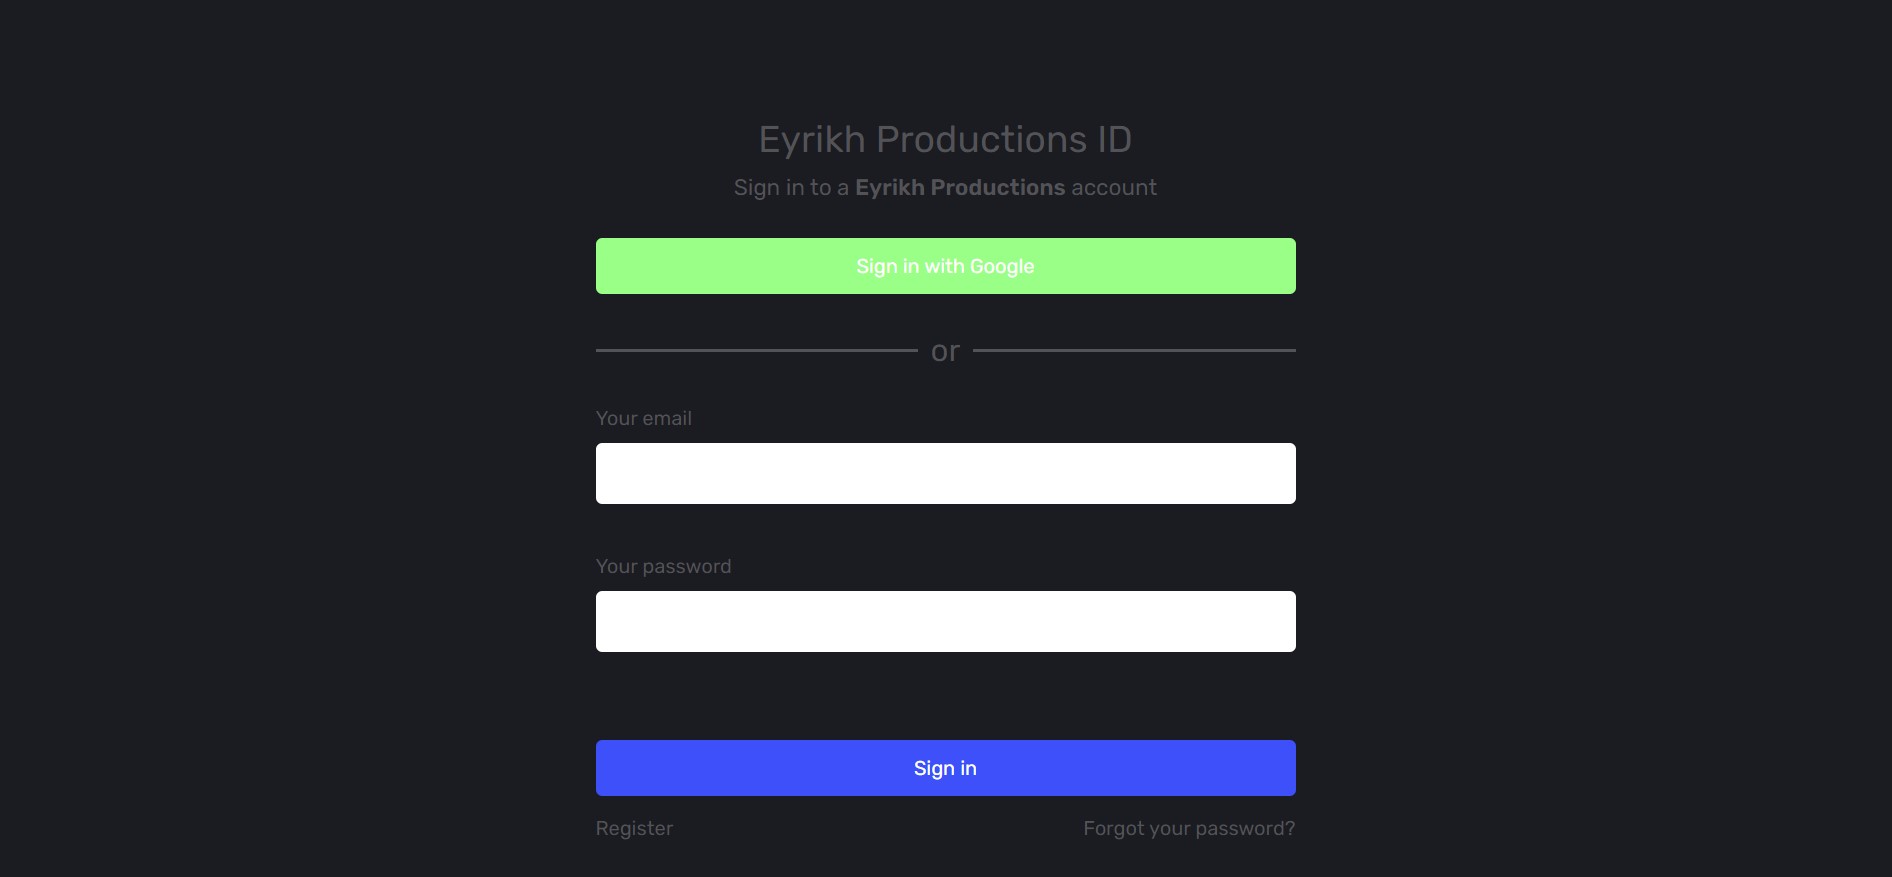 Eyrikh Productions ID
Sign in to a Eyrikh Productions account
Sign in with Google
or
Your email
Your password
Sign in
Register
Forgot your password?